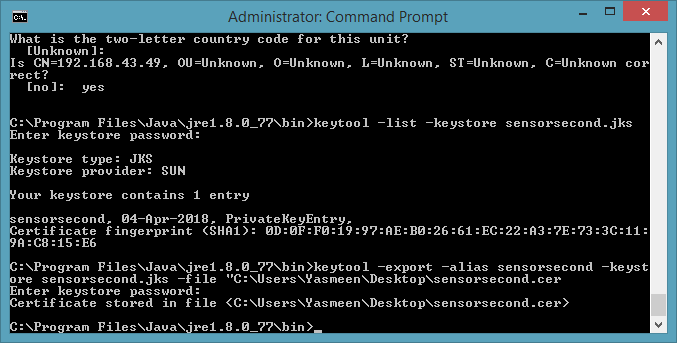 Administrator: Command Prompt
What is the two-letter country code for this unit?
  [Unknown]:
Is CN=192.168.43.49, OU=Unknown, O=Unknown, L=Unknown, ST=Unknown, C=Unknown cor
rect?
  [no]:  yes
C:\Program Files\Java\jre1.8.0_77\bin>keytool -list -keystore sensorsecond.jks
Enter keystore password:
Keystore type: JKS
Keystore provider: SUN
Your keystore contains 1 entry
sensorsecond, 04-Apr-2018, PrivateKeyEntry,
Certificate fingerprint (SHA1): 0D:0F:F0:19:97:AE:B0:26:61:EC:22:A3:7E:73:3C:11:
9A:C8:15:E6
C:\Program Files\Java\jre1.8.0_77\bin>keytool -export -alias sensorsecond -keyst
ore sensorsecond.jks -file "C:\Users\Yasmeen\Desktop\sensorsecond.cer
Enter keystore password:
Certificate stored in file <C:\Users\Yasmeen\Desktop\sensorsecond.cer>
C:\Program Files\Java\jre1.8.0_77\bin>_